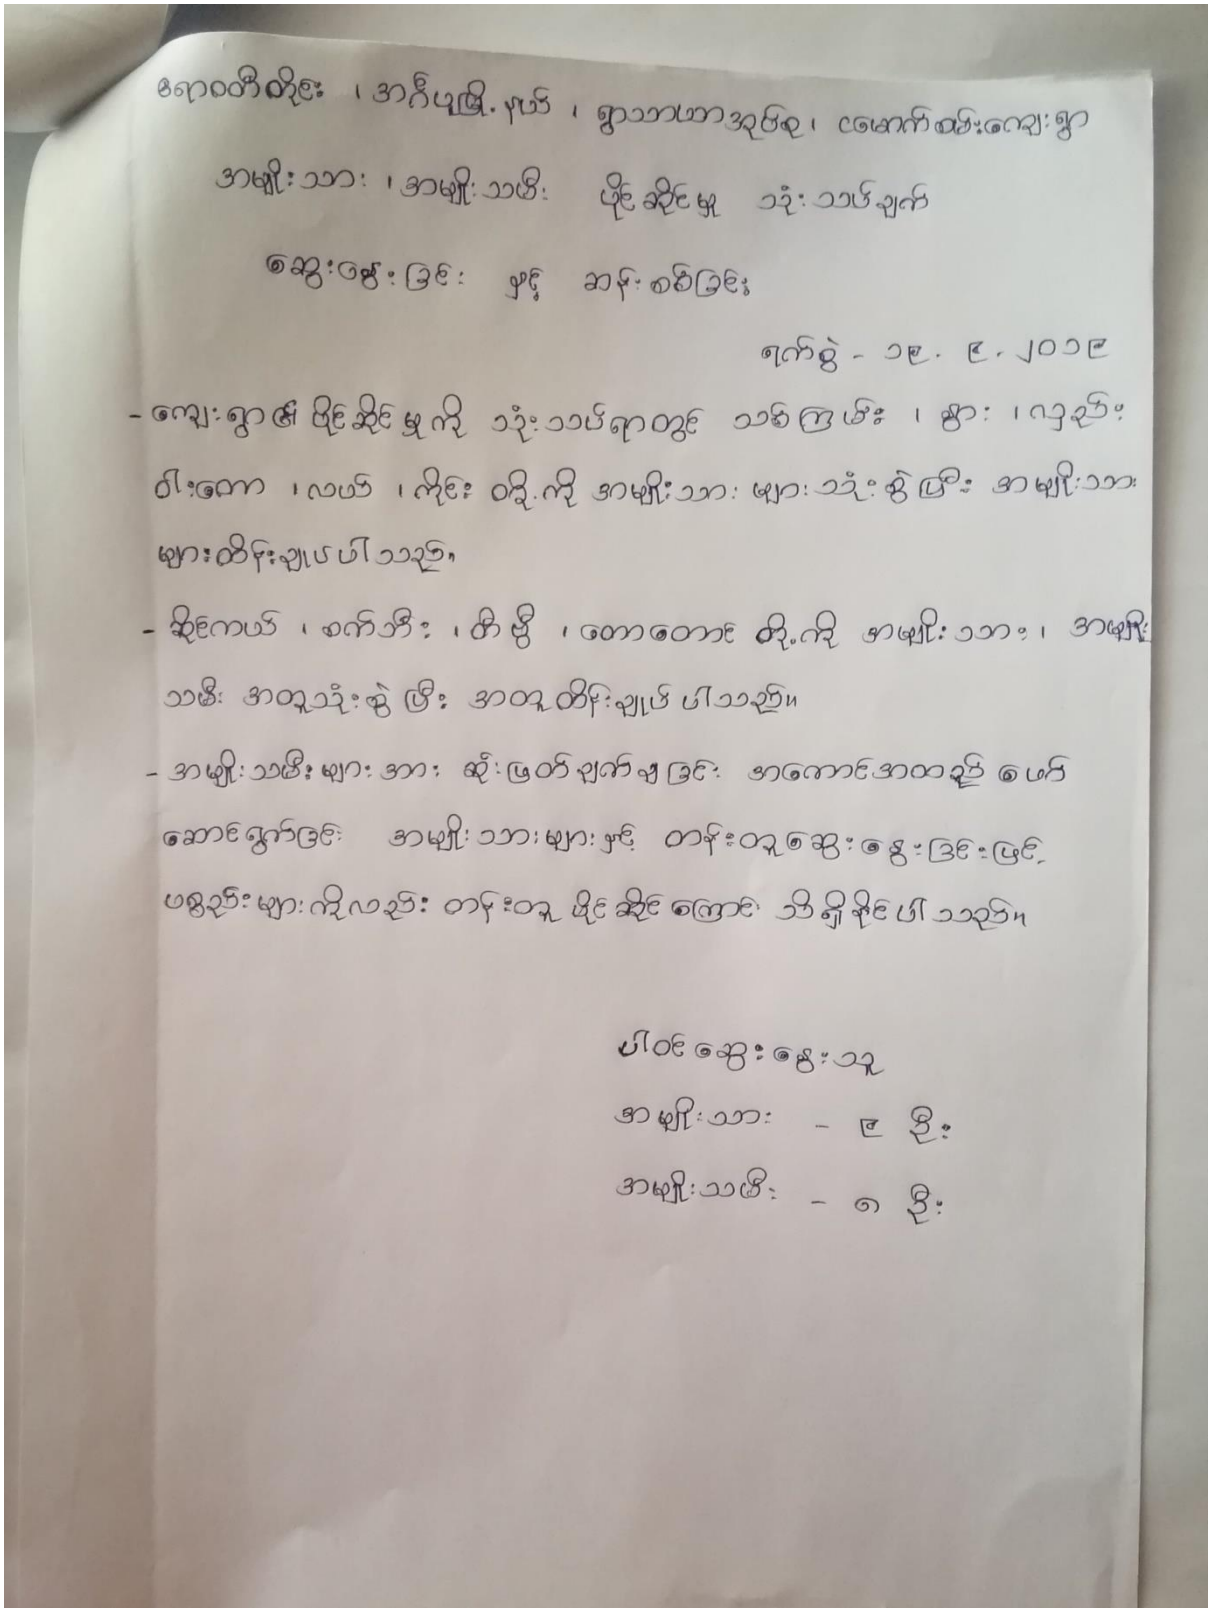 ဧရာဝတီတိုင်း ၊ အင်္ဂပူမြို့နယ် ၊ ရွာသာယာအုပ်စု ၊ ငမောက်စမ်းကျေးရွာ
အမျိုးသား ၊ အမျိုးသမီး ပိုင်ဆိုင်မှု သုံးသပ်ချက်
ဆွေးနွေးခြင်း နှင့် ဆန်းစစ်ခြင်း
ရက်စွဲ - ၁၉ . ၉ . ၂၀၁၉
- ကျေးရွာ၏ ပိုင်ဆိုင်မှုကို သုံးသပ်ရာတွင် သစ်ကြမ်း ၊ နွား ၊ လှည်း
ဝါးတော ၊ လယ် ၊ ကိုင်း တို့ကို အမျိုးသားများ သုံးစွဲပြီး အမျိုးသား
များထိန်းချုပ်ပါသည်။
- ဆိုင်ကယ် ၊ စက်ဘီး ၊ တီဗွီ ၊ တောတောင် တို့ကို အမျိုးသား ၊ အမျိုး
သမီး အတူသုံးစွဲပြီး အတူထိန်းချုပ်ပါသည်။
- အမျိုးသမီးများအား ဆုံးဖြတ်ချက်ချခြင်း အကောင်အထည်ဖော်
ဆောင်ရွက်ခြင်း အမျိုးသားများနှင့် တန်းတူဆွေးနွေးခြင်းဖြင့်
ပစ္စည်းများကိုလည်း တန်းတူ ပိုင်ဆိုင်ကြောင်း သိရှိနိုင်ပါသည်။
ပါဝင်ဆွေးနွေးသူ
အမျိုးသား - ၉ ဦး
အမျိုးသမီး - ၈ ဦး